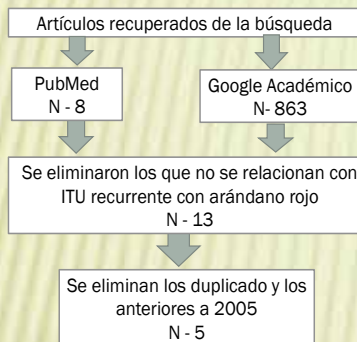 Artículos recuperados de la búsqueda
PubMed
N - 8
Google Académico
N- 863
Se eliminaron los que no se relacionan con
ITU recurrente con arándano rojo
N - 13
Se eliminan los duplicado y los
anteriores a 2005
N - 5